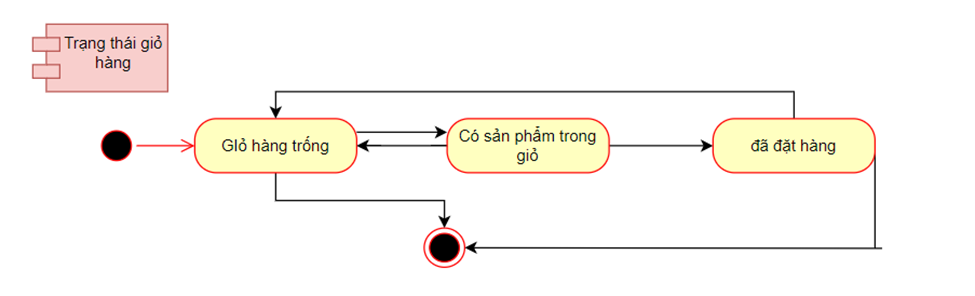 Trạng thái giỏ
hàng
GIỏ hàng trống
Có sản phẩm trong
giỏ
đã đặt hàng